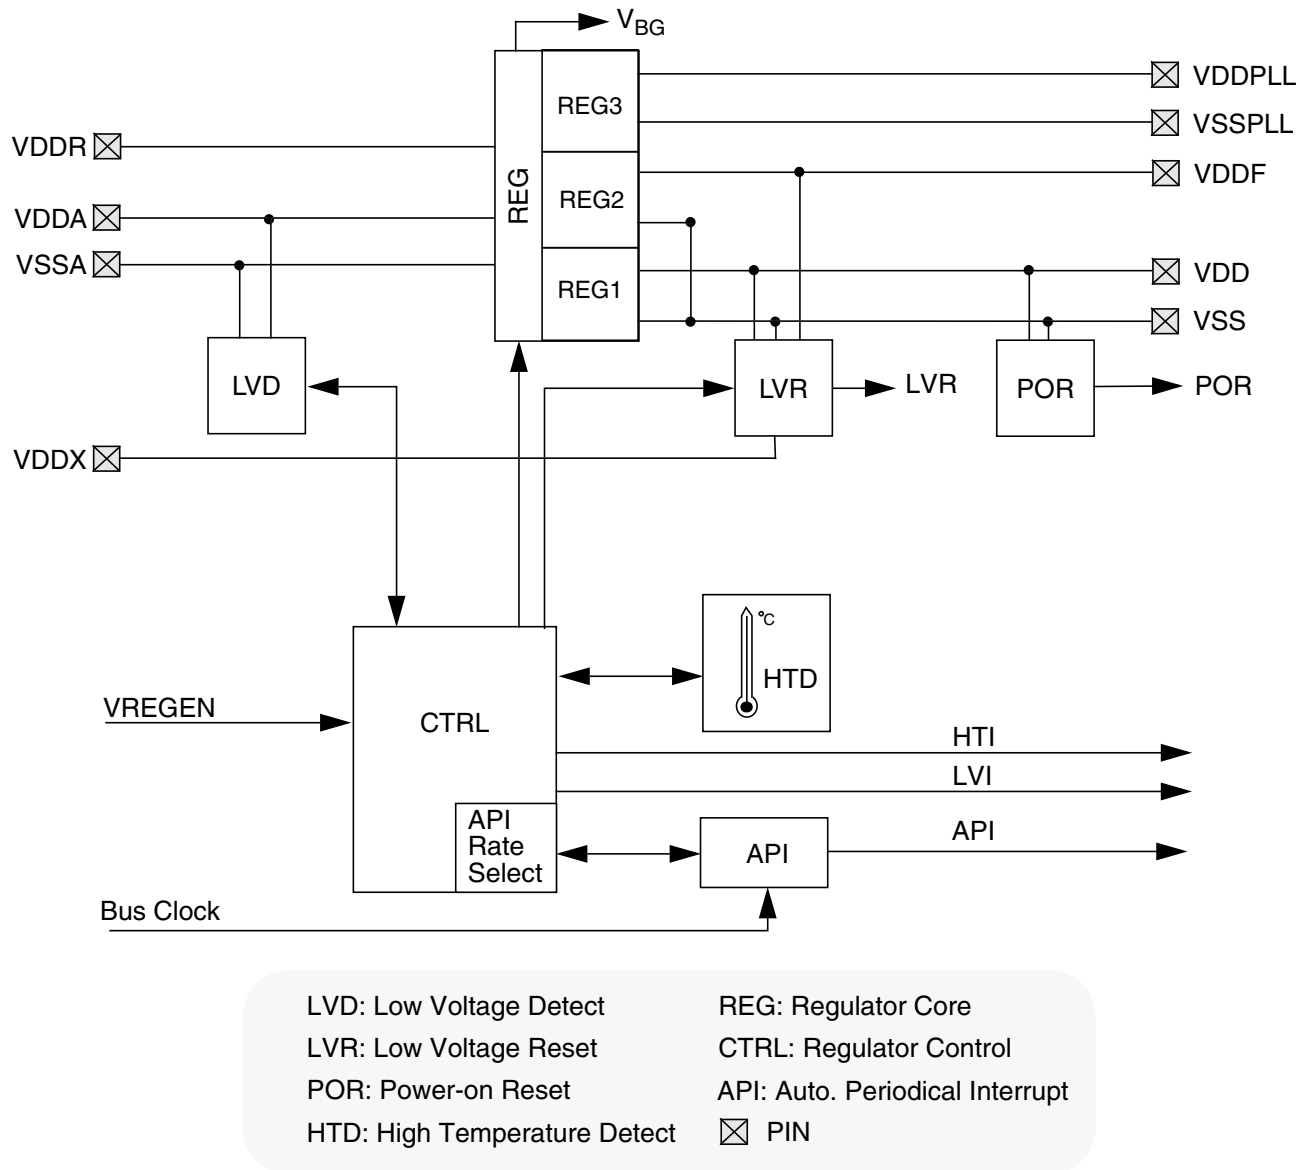 VBG
VDDPLL
REG3
VSSPLL
VDDR
VDDF
REG
REG2
VDDA
VSSA
VDD
REG1
VSS
LVD
LVR
LVR
POR
POR
VDDX
°C
HTD
VREGEN
CTRL
HTI
LVI
API
Rate
Select
API
API
Bus Clock
LVD: Low Voltage Detect
REG: Regulator Core
LVR: Low Voltage Reset
CTRL: Regulator Control
POR: Power-on Reset
API: Auto. Periodical Interrupt
HTD: High Temperature Detect
PIN